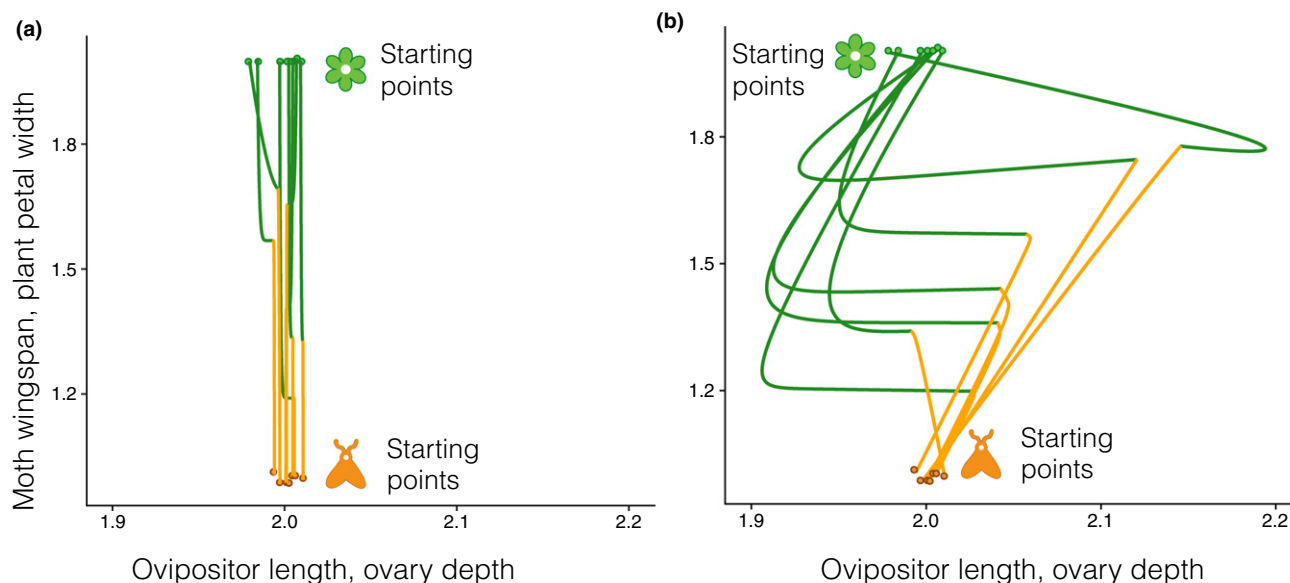 (a)
Starting
points
1.8
1.5
1.2
Moth wingspan, plant petal width
Starting
points
1.9
2.0
2.1
2.2
Ovipositor length, ovary depth
(b)
Starting
points
1.8
1.5
1.2
Starting
points
1.9
2.0
2.1
2.2
Ovipositor length, ovary depth